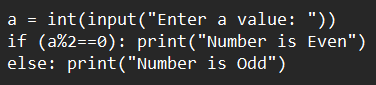 a = int(input("Enter a value: "))
if (a%2==0): print("Number is Even")
else: print("Number is Odd")